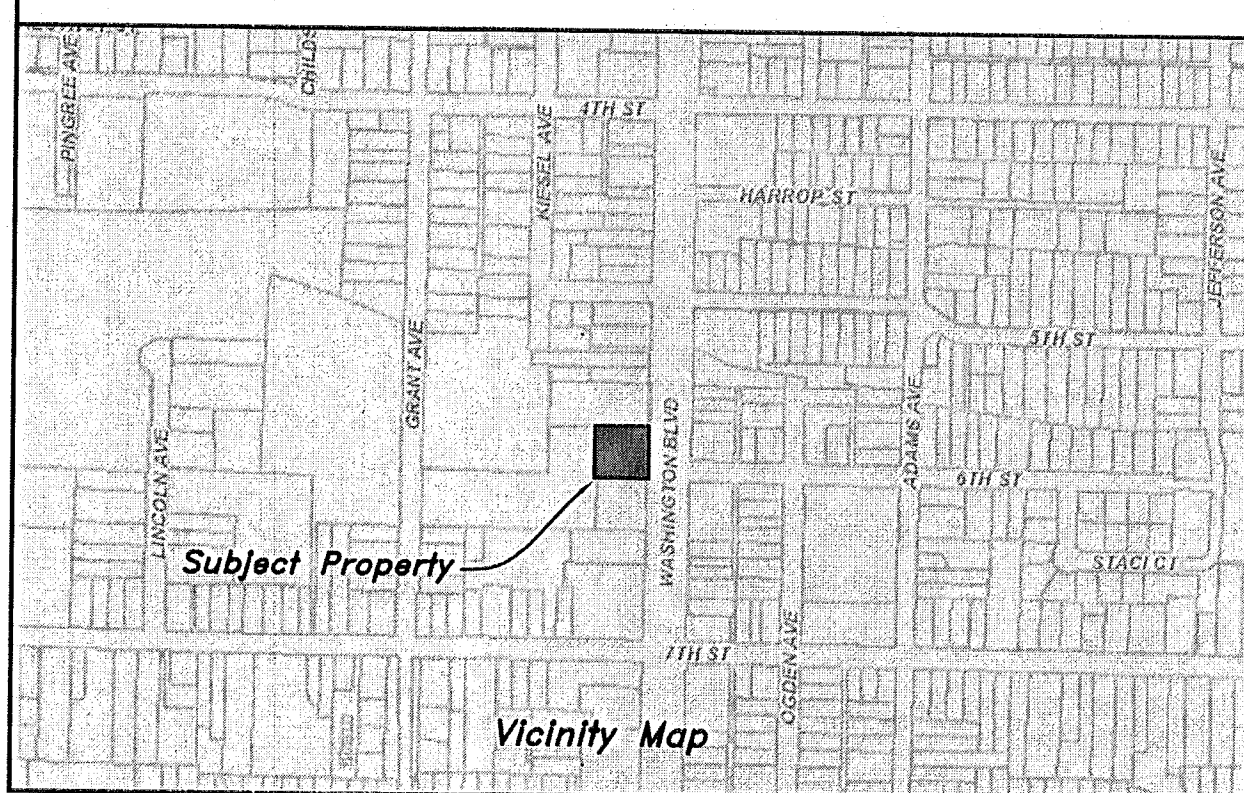 PINGREE AVE
CHILDS
4TH ST
KIESEL AVE
HARROP ST
JEFFERSON AVE
5TH ST
GRANT AVE
WASHINGTON BLVD
ADAMS AVE
LINCOLN AVE
6TH ST
Subject Property
STACI CT
7TH ST
OGDEN AVE
Vicinity Map